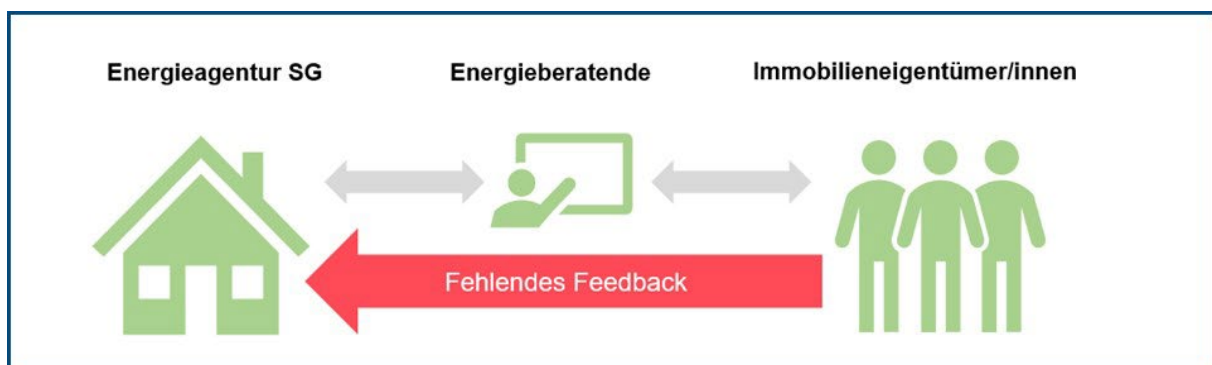 Energieagentur SG
Energieberatende
Immobilieneigentümer/innen
Fehlendes Feedback